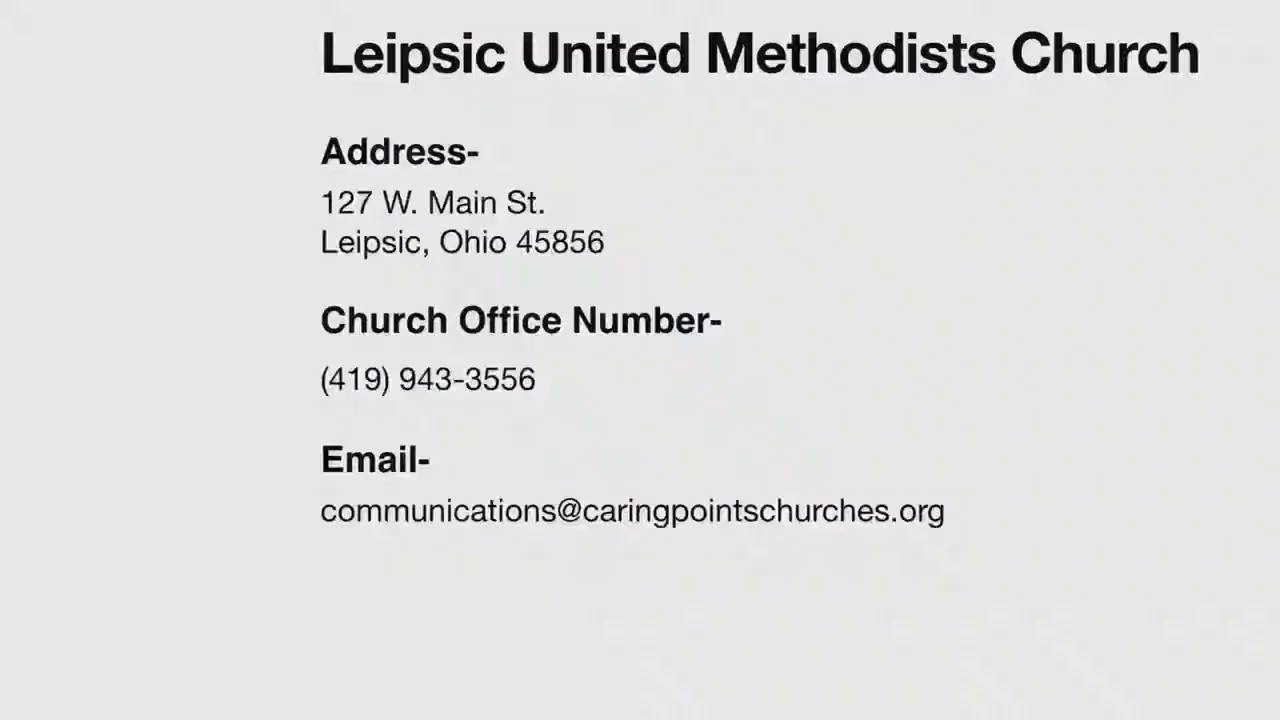 Leipsic United Methodists Church
Address-
127 W. Main St.
Leipsic, Ohio 45856
Church Office Number-
(419) 943-3556
Email-
communications@caringpointschurches.org